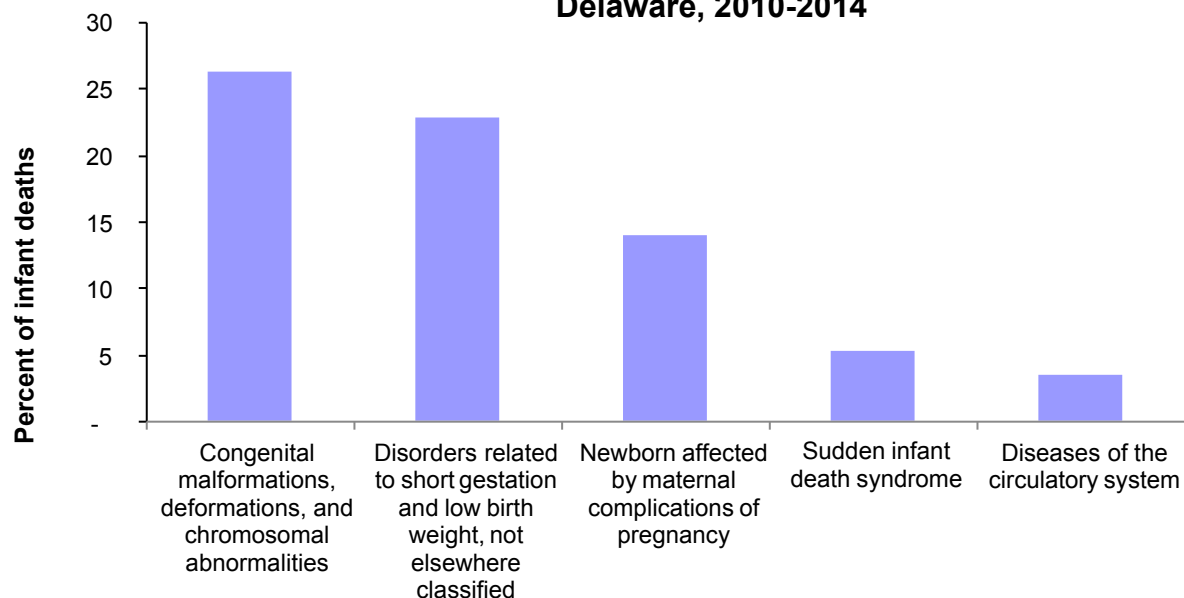 Delaware, 2010-2014
Percent of infant deaths
30
25
20
15
10
5
-
Congenital
malformations,
deformations, and
chromosomal
abnormalities
Disorders related
to short gestation
and low birth
weight, not
elsewhere
classified
Newborn affected
by maternal
complications of
pregnancy
Sudden infant
death syndrome
Diseases of the
circulatory system